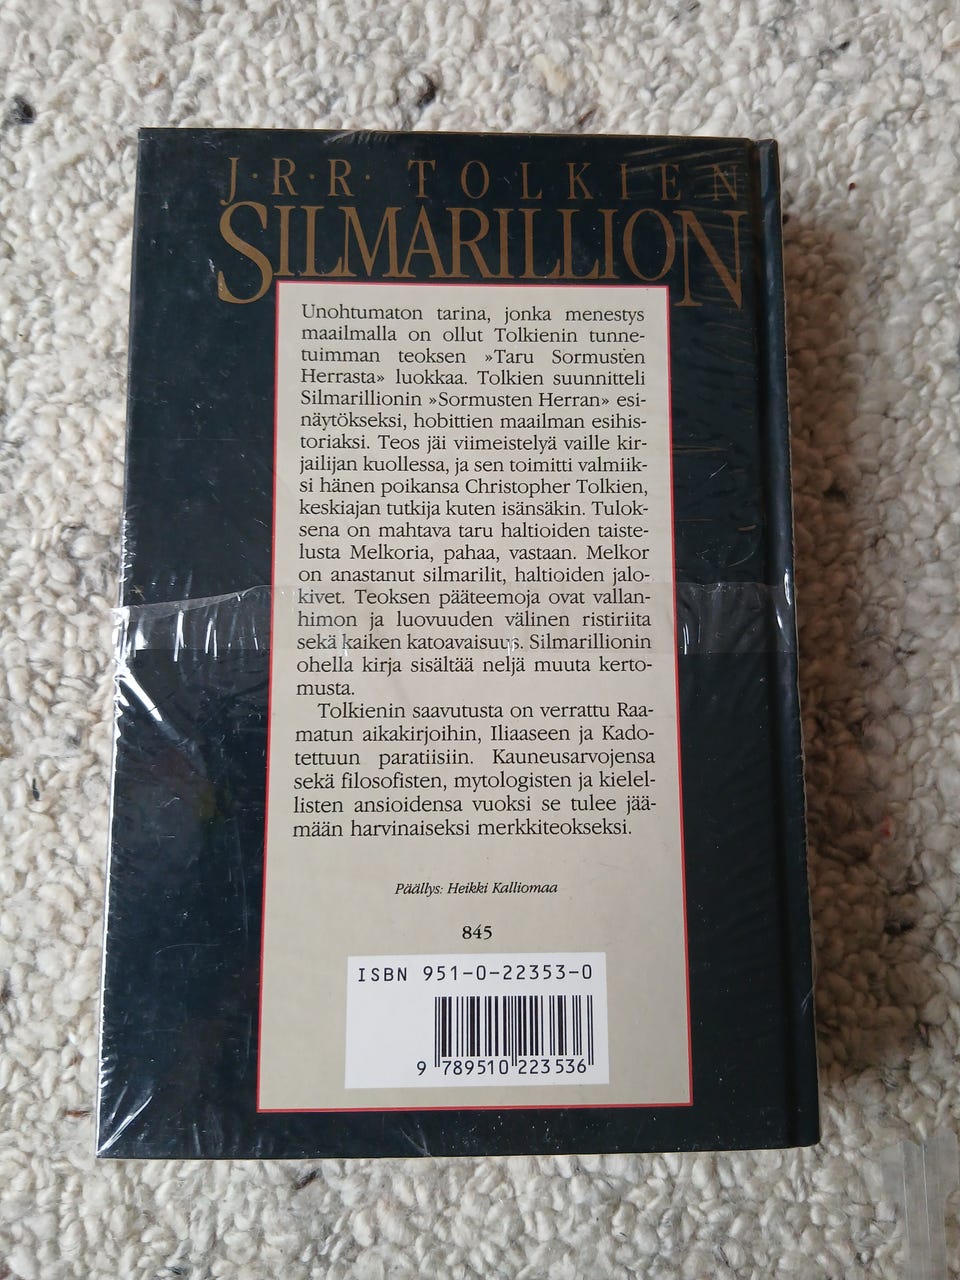 J·R·R· TOLKIEN
SILMARILLION
Unohtumaton tarina, jonka menestys
maailmalla on ollut Tolkienin tunne-
tuimman teoksen »Taru Sormusten
Herrasta» luokkaa. Tolkien suunnitteli
Silmarillionin »Sormusten Herran» esi-
näytökseksi, hobittien maailman esihis-
toriaksi. Teos jäi viimeistelyä vaille kir-
jailijan kuollessa, ja sen toimitti valmiik-
si hänen poikansa Christopher Tolkien,
keskiajan tutkija kuten isänsäkin. Tulok-
sena on mahtava taru haltioiden taiste-
lusta Melkoria, pahaa, vastaan. Melkor
on anastanut silmarilit, haltioiden jalo-
kivet. Teoksen pääteemoja ovat vallan-
himon ja luovuuden välinen ristiriita
sekä kaiken katoavaisuus. Silmarillionin
ohella kirja sisältää neljä muuta kerto-
musta.
Tolkienin saavutusta on verrattu Raa-
matun aikakirjoihin, Iliaaseen ja Kado-
tettuun paratiisiin. Kauneusarvojensa
sekä filosofisten, mytologisten ja kielel-
listen ansioidensa vuoksi se tulee jää-
mään harvinaiseksi merkkiteokseksi.
Päällys: Heikki Kalliomaa
845
ISBN 951-0-22353-0
9 789510 223536